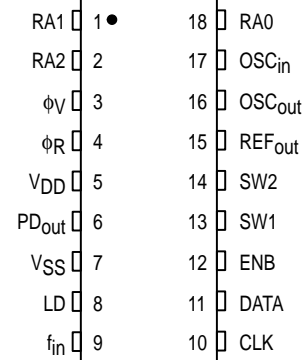 RA1 1 18 RA0
RA2 2 17 OSCin
ϕV 3 16 OSCout
ϕR 4 15 REFout
VDD 5 14 SW2
PDout 6 13 SW1
VSS 7 12 ENB
LD 8 11 DATA
fin 9 10 CLK